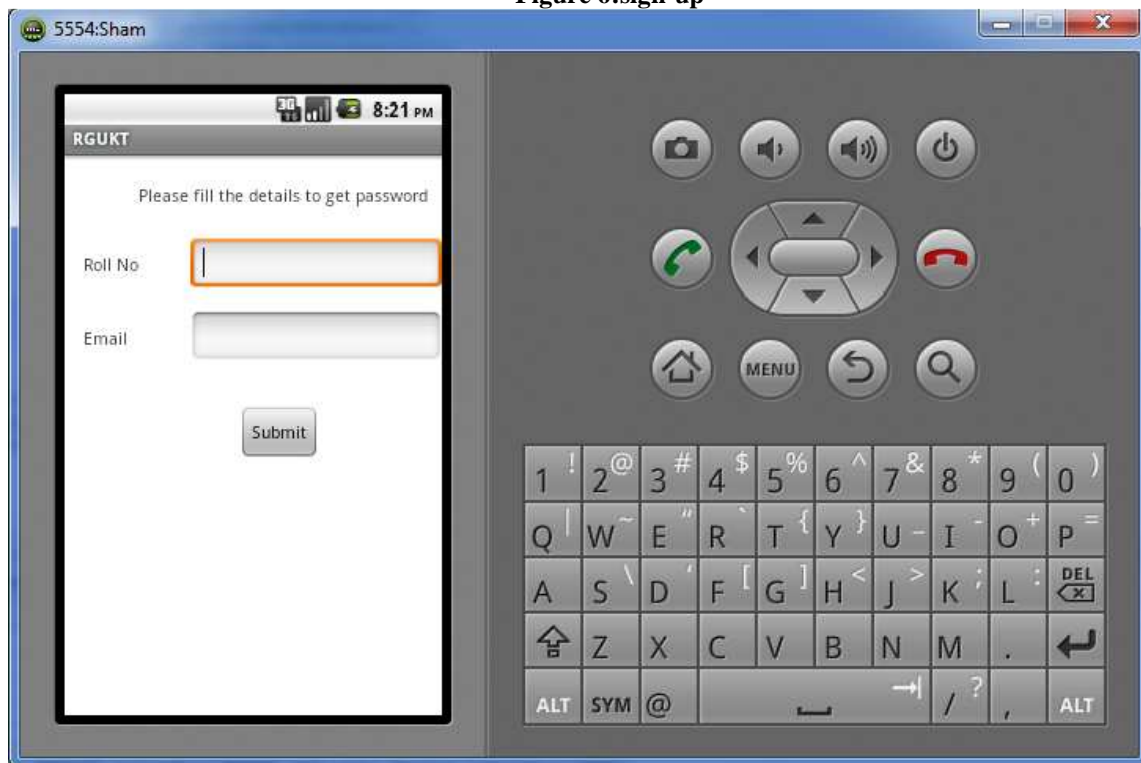 Figure 6:sign-up
5554:Sham
3G 8:21 PM
RGUKT
Please fill the details to get password
Roll No
Email
Submit
MENU
1 ! 2 @ 3 # 4 $ 5 % 6 ^ 7 & 8 * 9 ( 0 )
Q | W ~ E " R ` T { Y } U _ I - O + P =
A S \ D ' F [ G ] H < J > K ; L : DEL
Z X C V B N M .
ALT SYM @ / ? , ALT